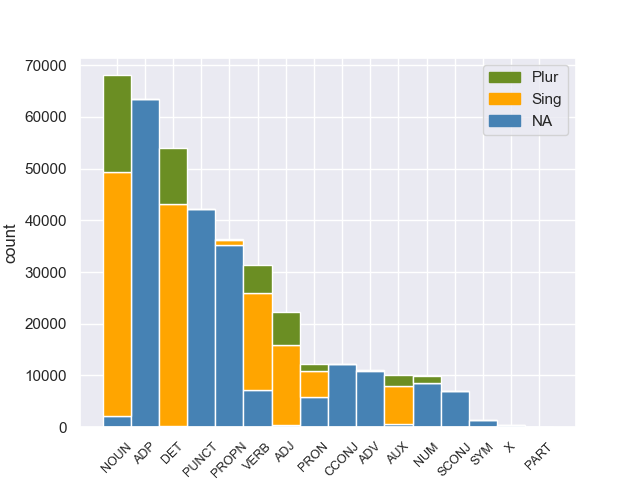 70000
60000
50000
40000
30000
20000
10000
0
count
Plur
Sing
NA
NOUN
ADP
DET
PUNCT
PROPN
VERB
ADJ
PRON
CCONJ
ADV
AUX
NUM
SCONJ
SYM
X
PART